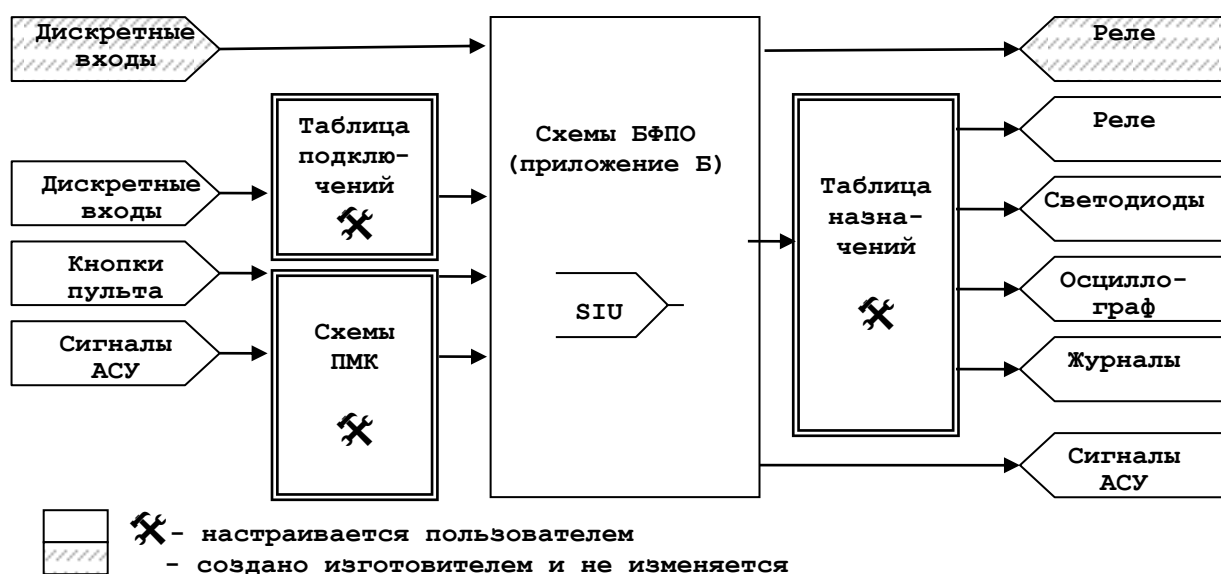 Дискретные
входы
Таблица
подклю-
чений
Дискретные
входы
Кнопки
пульта
Сигналы
АСУ
Схемы
ПМК
Схемы БФПО
(приложение Б)
SIU
Таблица
назна-
чений
Реле
Реле
Светодиоды
Осцилло-
граф
Журналы
Сигналы
АСУ
- настраивается пользователем
- создано изготовителем и не изменяется